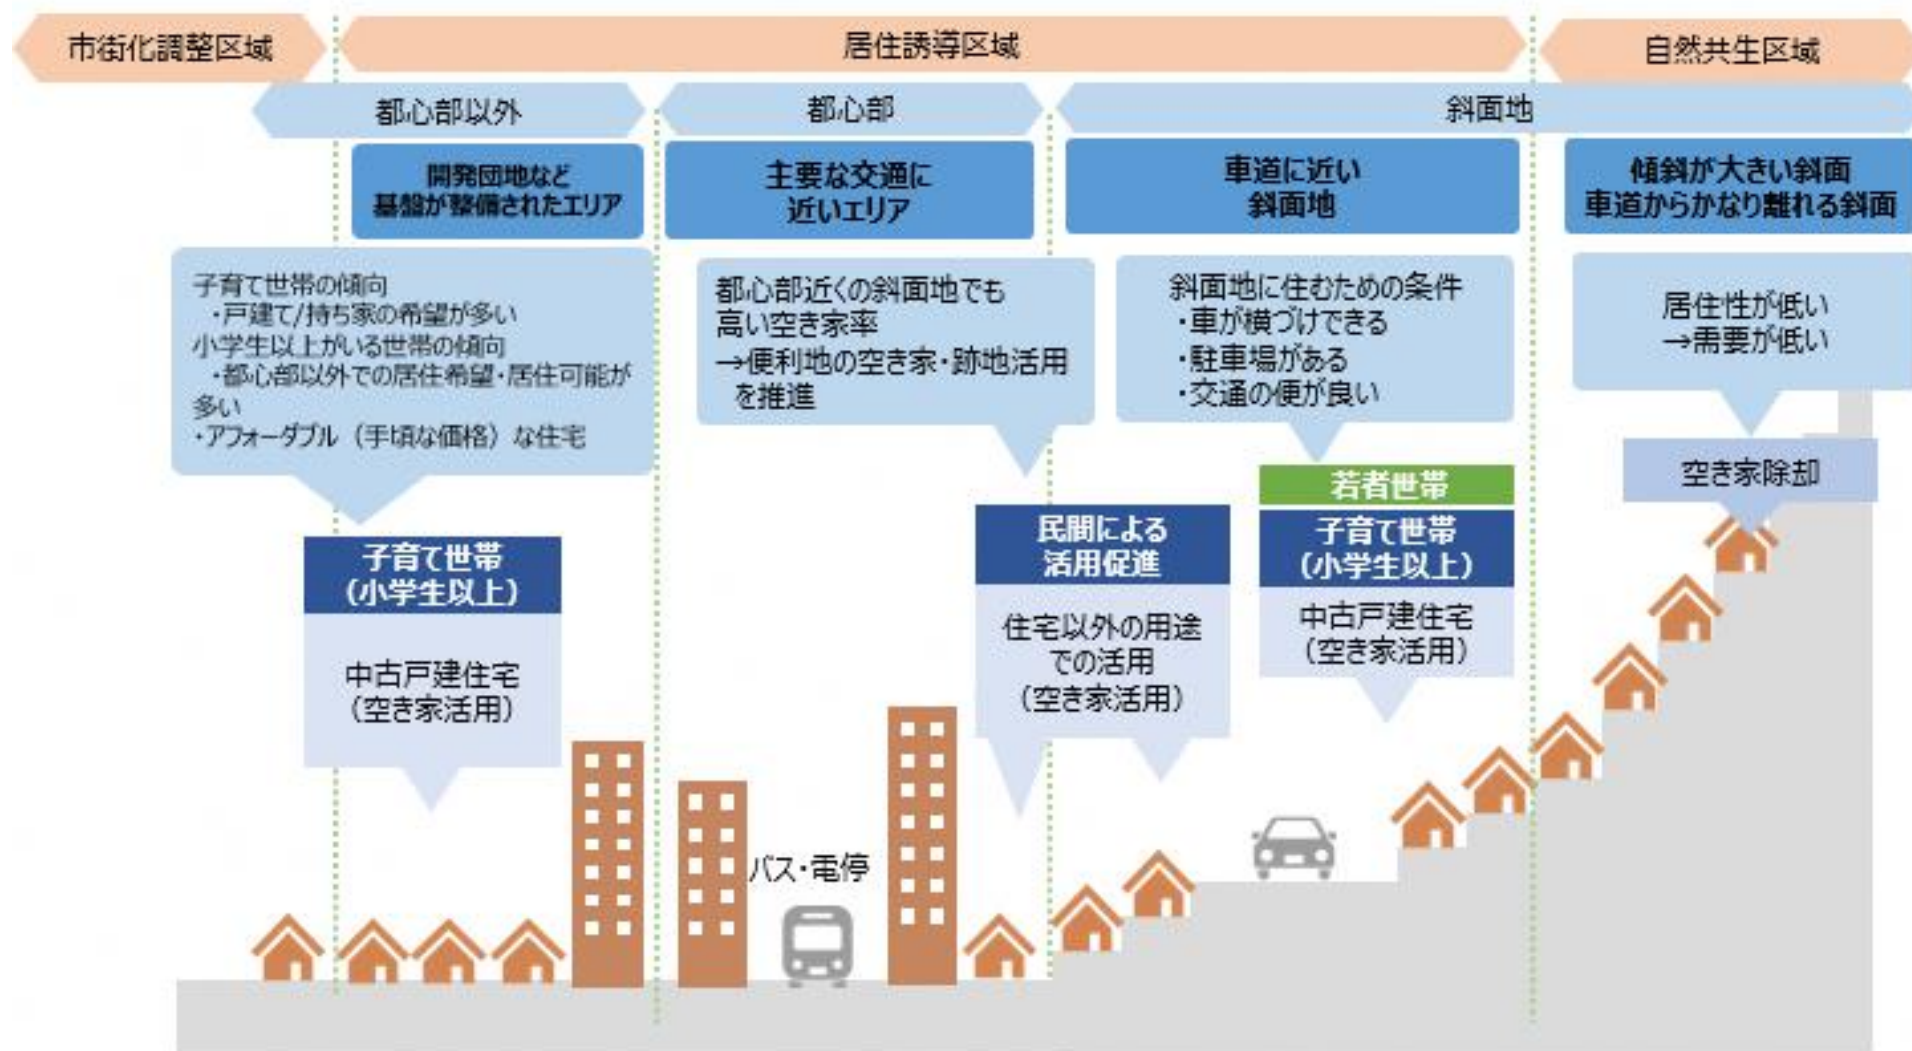 市街化調整区域
居住誘導区域
自然共生区域
都心部以外
都心部
斜面地
開発団地など
基盤が整備されたエリア
主要な交通に
近いエリア
車道に近い
斜面地
傾斜が大きい斜面
車道からかなり離れる斜面
子育て世帯の傾向
・戸建て/持ち家の希望が多い
小学生以上がいる世帯の傾向
・都心部以外での居住希望・居住可能が
多い
・アフォーダブル（手頃な価格）な住宅
都心部近くの斜面地でも
高い空き家率
→便利地の空き家・跡地活用
を推進
斜面地に住むための条件
・車が横づけできる
・駐車場がある
・交通の便が良い
居住性が低い
→需要が低い
子育て世帯
（小学生以上）
中古戸建住宅
（空き家活用）
民間による
活用促進
住宅以外の用途
での活用
（空き家活用）
若者世帯
子育て世帯
（小学生以上）
中古戸建住宅
（空き家活用）
空き家除却
バス・電停